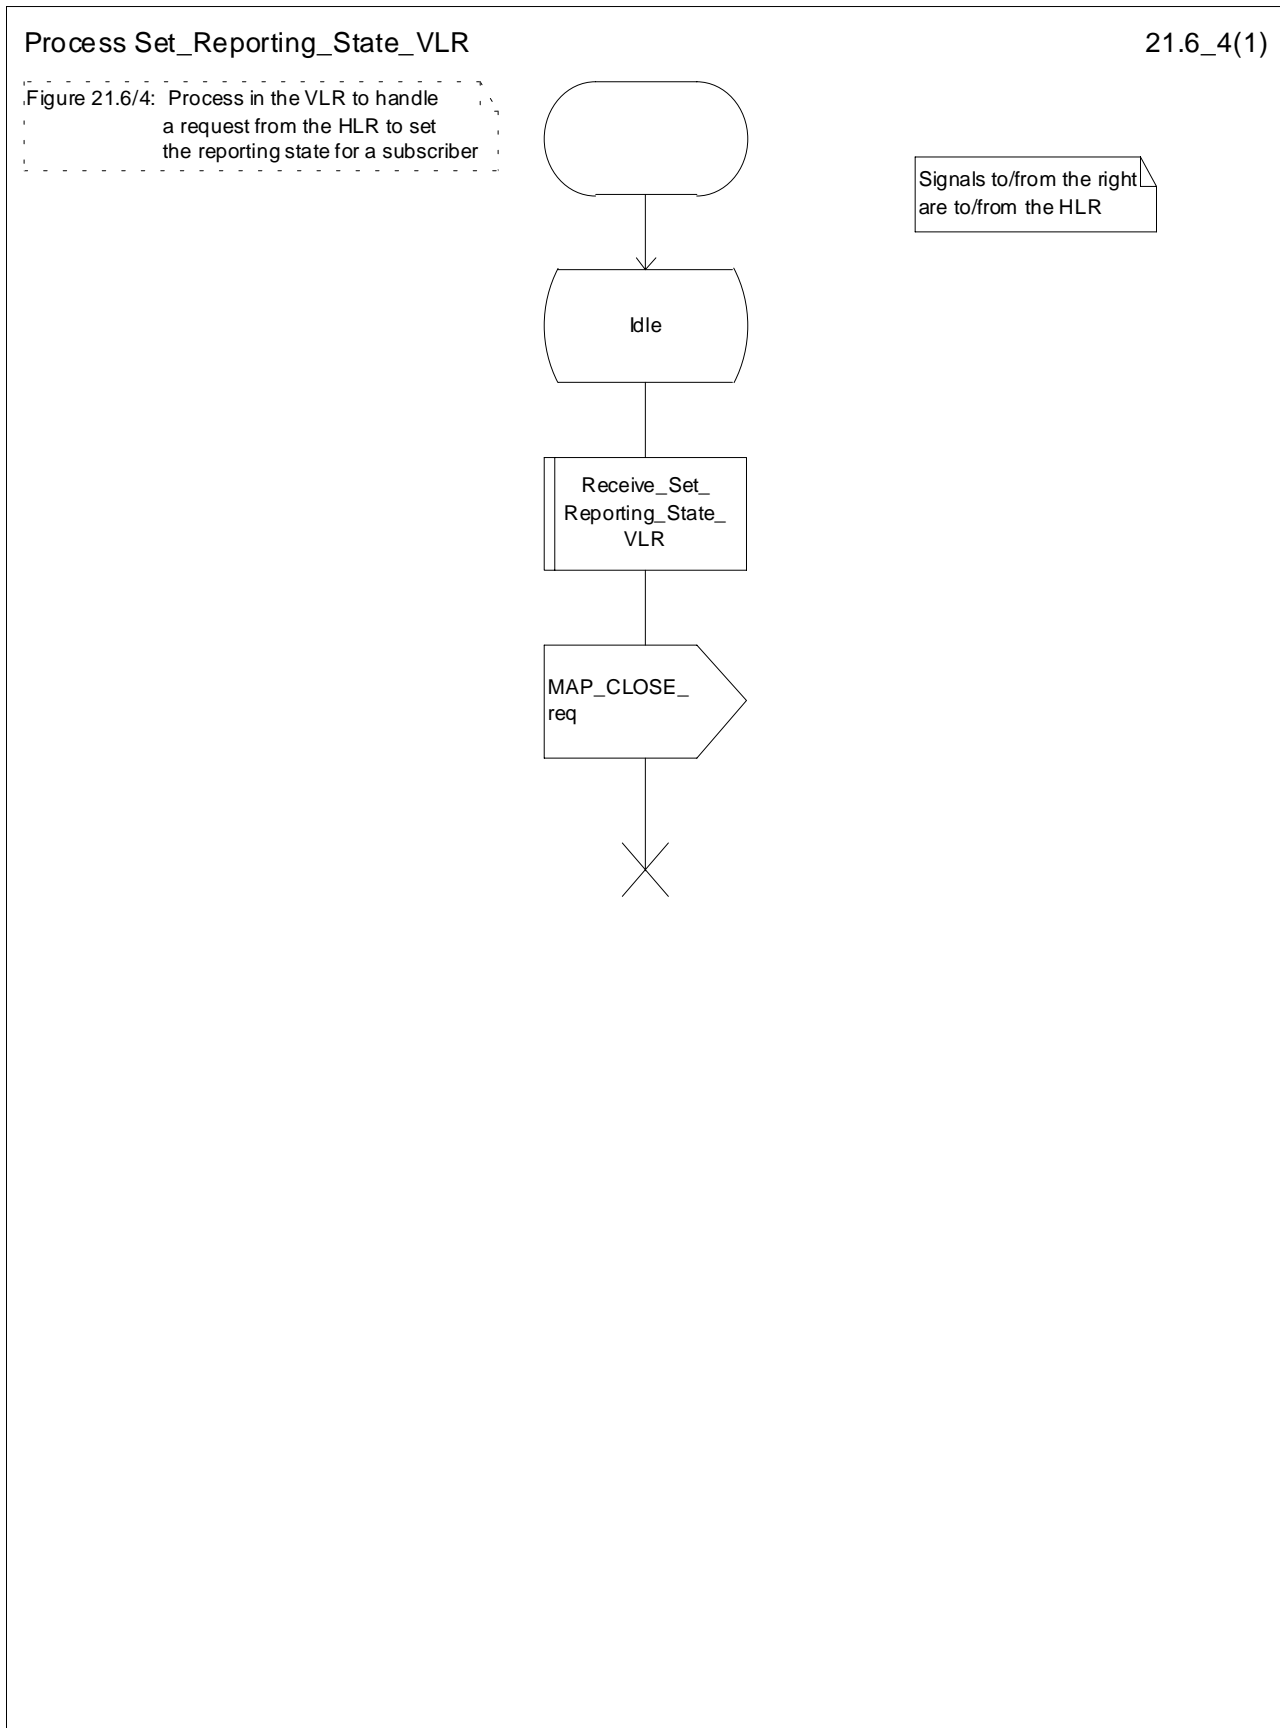 Process Set_Reporting_State_VLR
21.6_4(1)
Figure 21.6/4: Process in the VLR to handle
a request from the HLR to set
the reporting state for a subscriber
Signals to/from the right
are to/from the HLR
Idle
Receive_Set_
Reporting_State_
VLR
MAP_CLOSE_
req